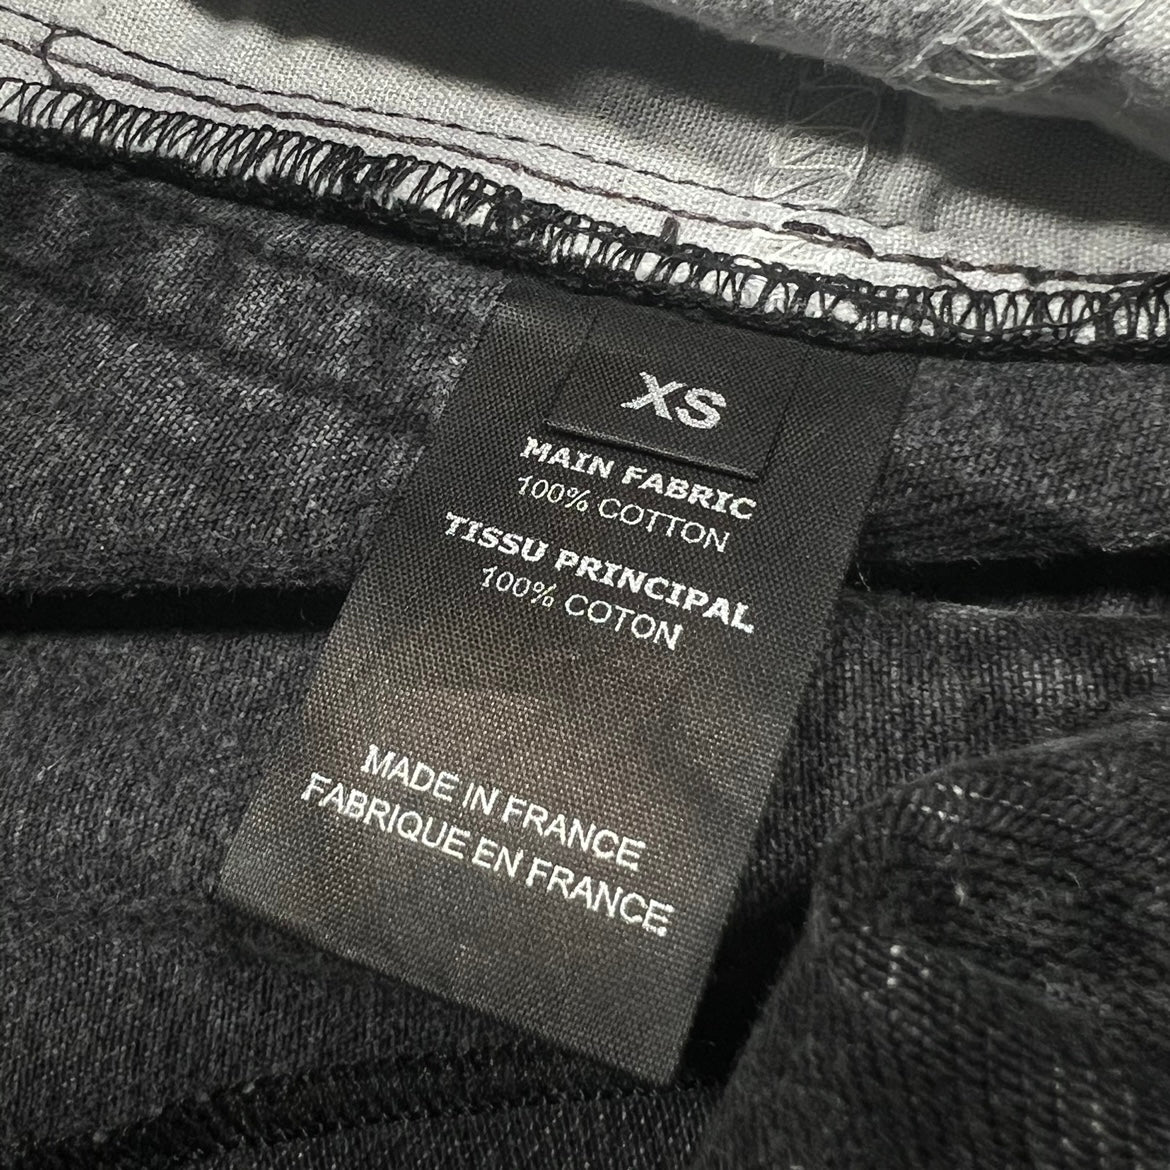 XS
MAIN FABRIC
100% COTTON
TISSU PRINCIPAL
100% COTON
MADE IN FRANCE
FABRIQUE EN FRANCE